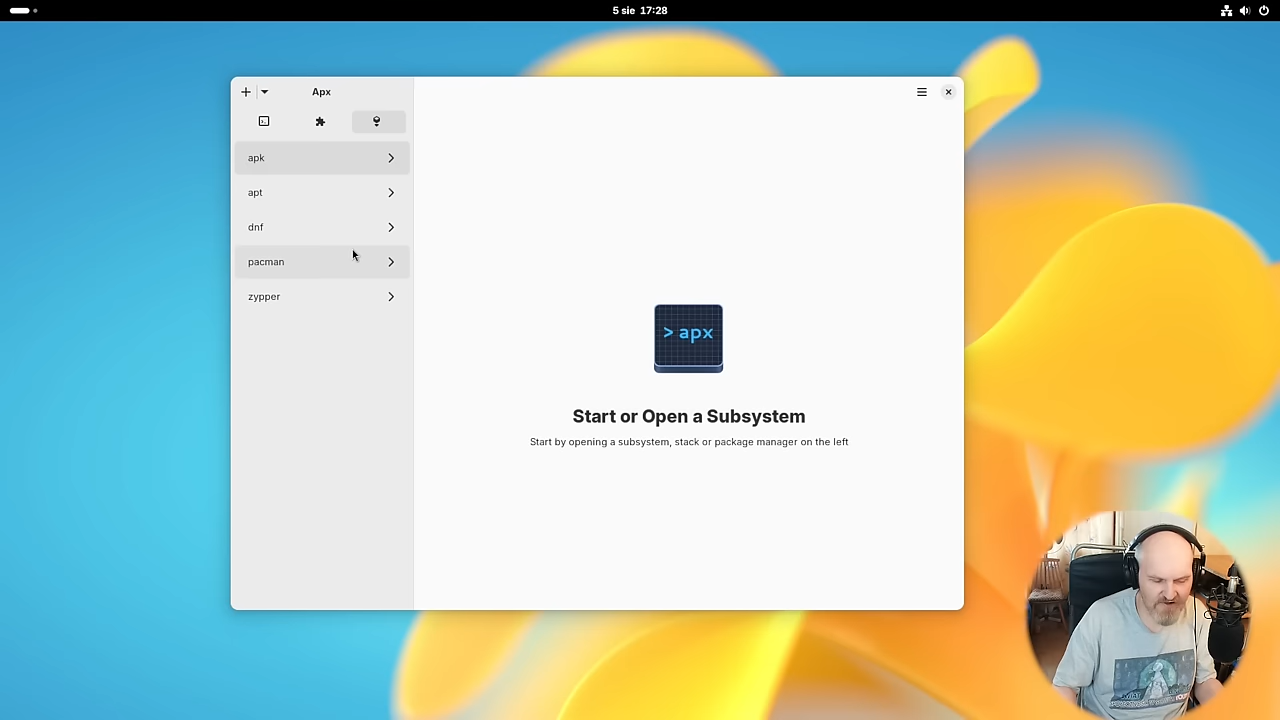 5 sie 17:28
Apx
apk
apt
dnf
pacman
zypper
> apx
Start or Open a Subsystem
Start by opening a subsystem, stack or package manager on the left